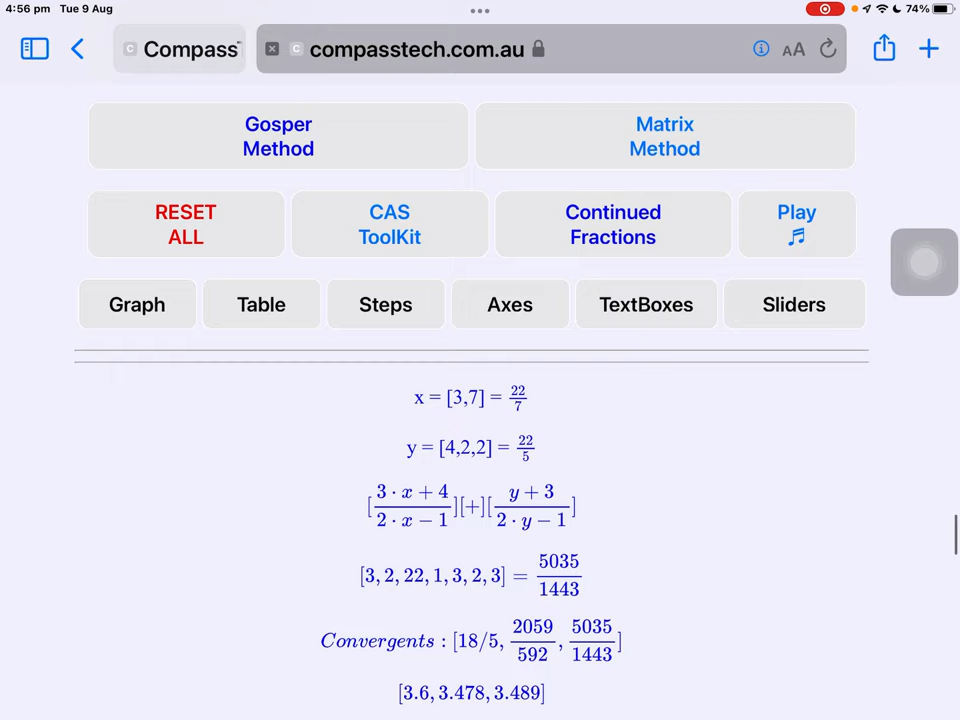 4:56 pm Tue 9 Aug 74%
Compass compasstech.com.au AA
Gosper Method Matrix Method
RESET ALL CAS ToolKit Continued Fractions Play
Graph Table Steps Axes TextBoxes Sliders
x = [3,7] = 22/7
y = [4,2,2] = 22/5
[(3·x+4)/(2·x−1)][+][(y+3)/(2·y−1)]
[3, 2, 22, 1, 3, 2, 3] = 5035/1443
Convergents : [18/5, 2059/592, 5035/1443]
[3.6, 3.478, 3.489]